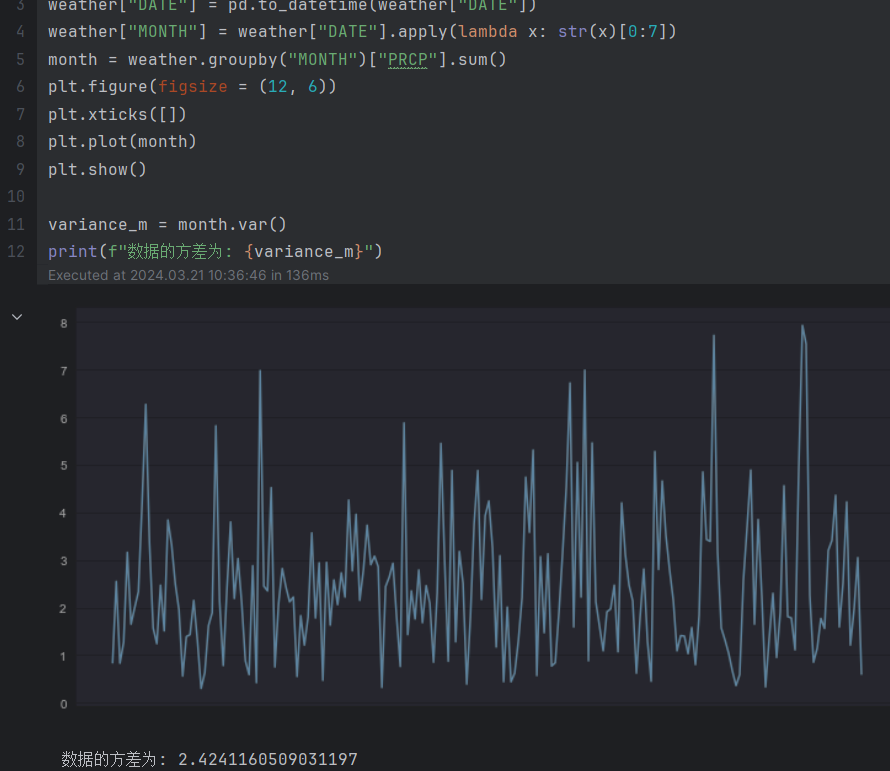 3 weather["DATE"] = pd.to_datetime(weather["DATE"])
4 weather["MONTH"] = weather["DATE"].apply(lambda x: str(x)[0:7])
5 month = weather.groupby("MONTH")["PRCP"].sum()
6 plt.figure(figsize = (12, 6))
7 plt.xticks([])
8 plt.plot(month)
9 plt.show()
10
11 variance_m = month.var()
12 print(f"数据的方差为: {variance_m}")
Executed at 2024.03.21 10:36:46 in 136ms
8
7
6
5
4
3
2
1
0
数据的方差为: 2.4241160509031197